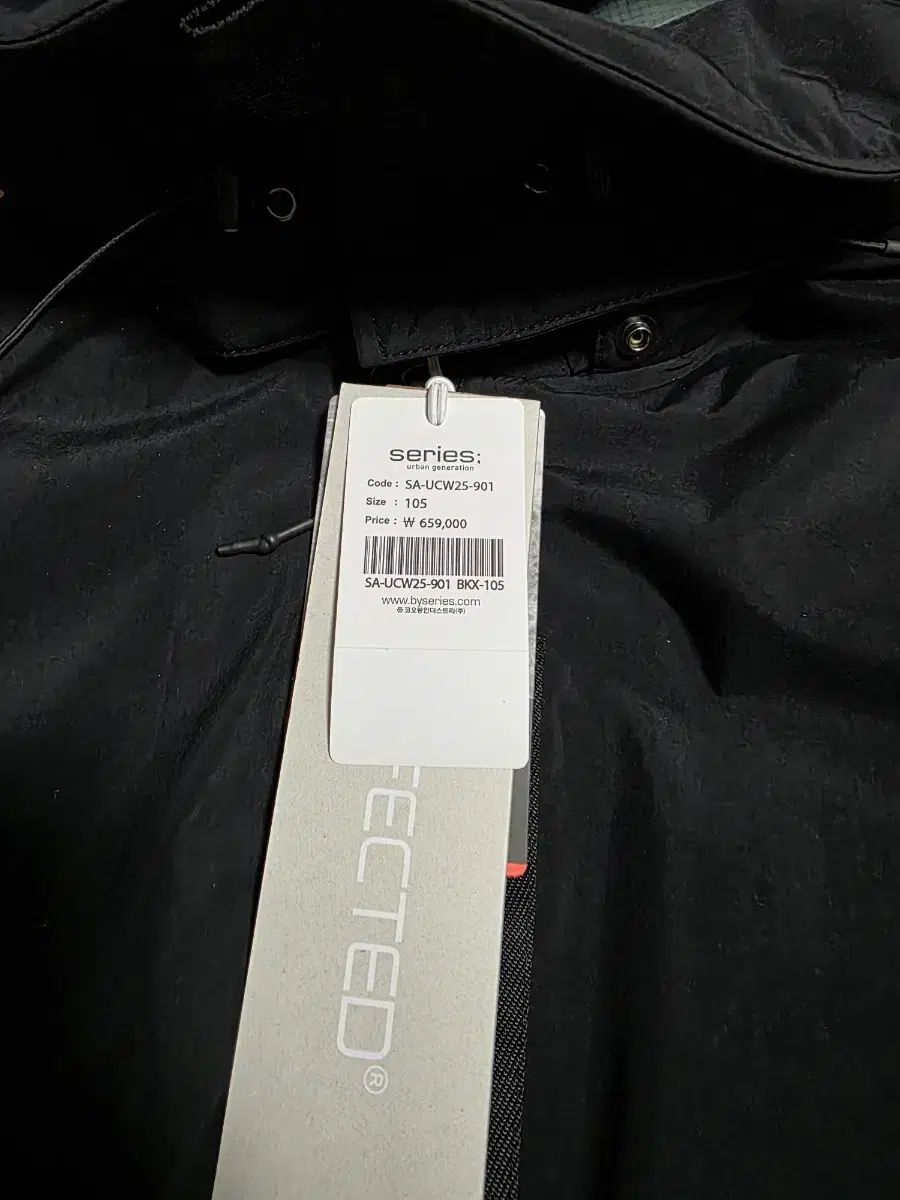 series;
urban generation
Code : SA-UCW25-901
Size : 105
Price : ₩ 659,000
SA-UCW25-901 BKX-105
www.byseries.com
코오롱인더스트리(주)
FECTED®